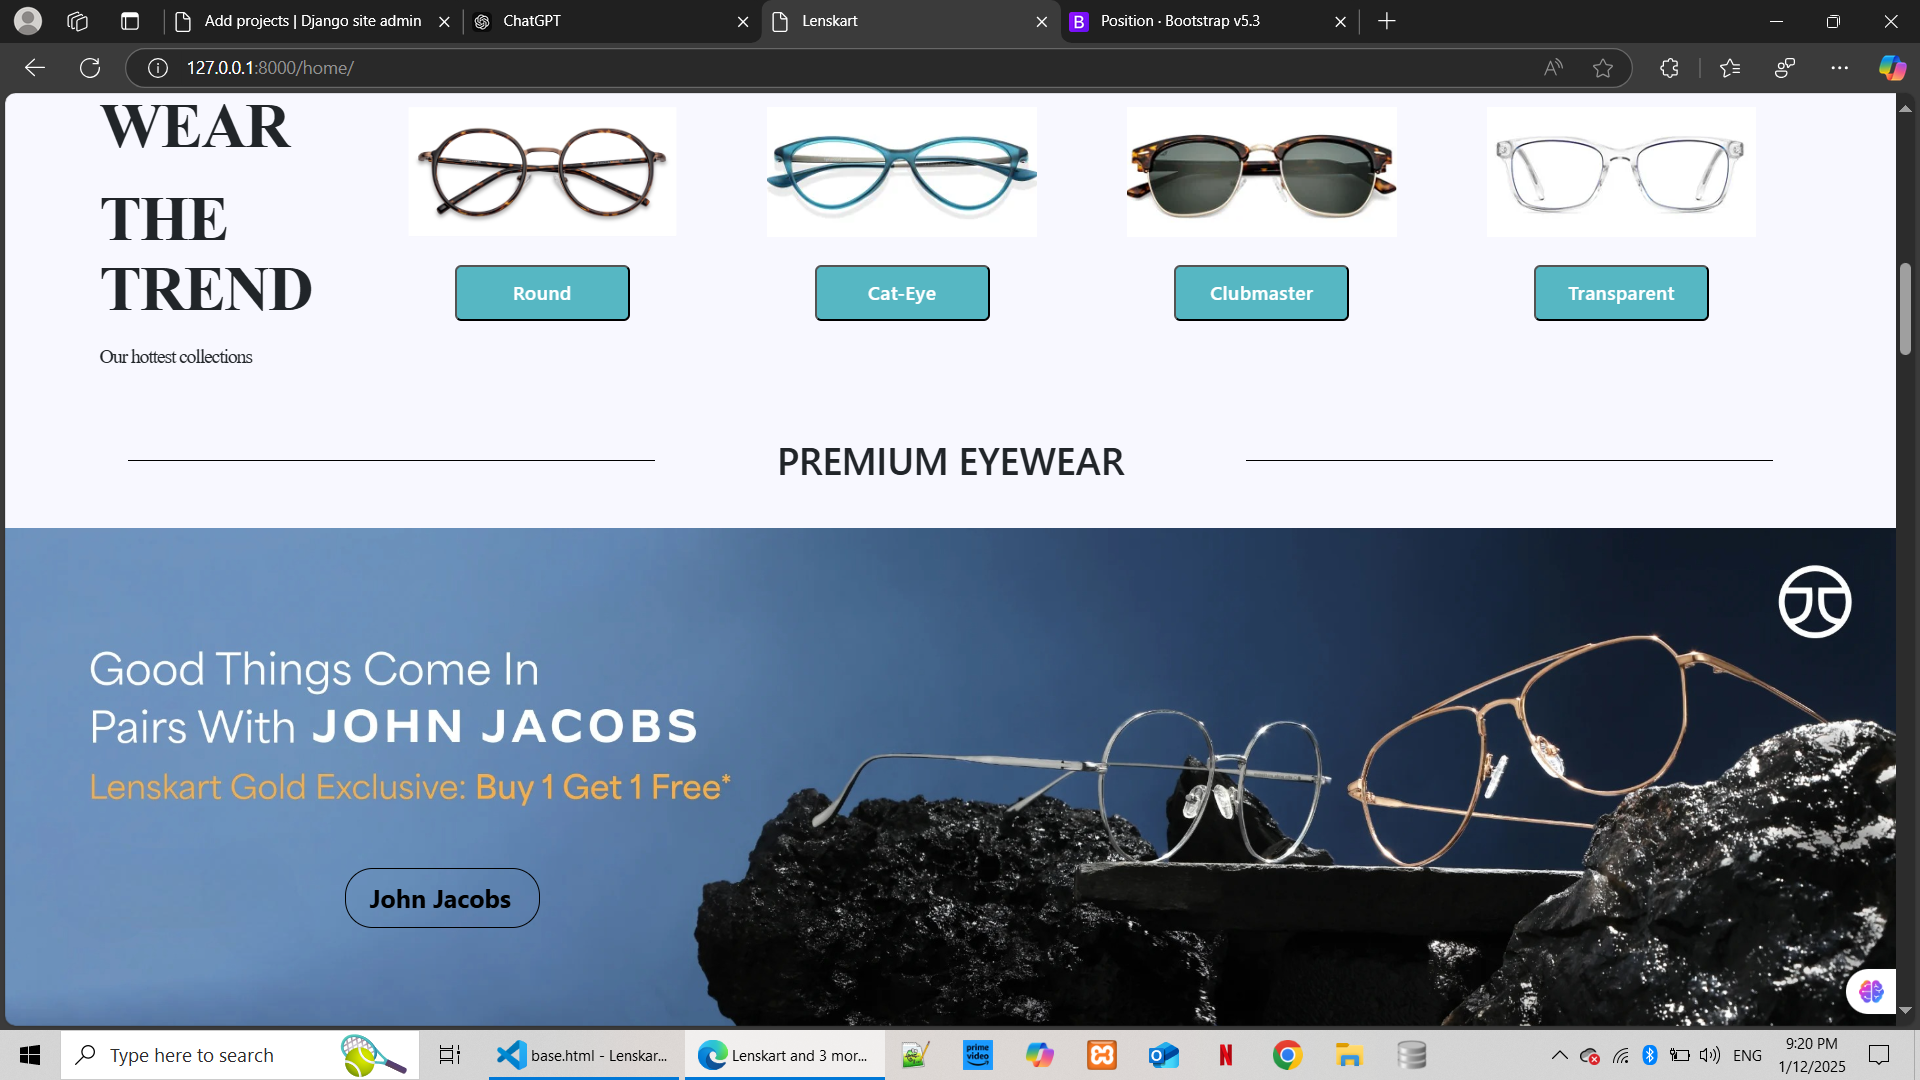 Add projects | Django site admin
ChatGPT
Lenskart
Position · Bootstrap v5.3
127.0.0.1:8000/home/
WEAR
THE
TREND
Our hottest collections
Round
Cat-Eye
Clubmaster
Transparent
PREMIUM EYEWEAR
Good Things Come In
Pairs With JOHN JACOBS
Lenskart Gold Exclusive: Buy 1 Get 1 Free*
John Jacobs
Type here to search
base.html - Lenskar...
Lenskart and 3 mor...
prime video
ENG
9:20 PM
1/12/2025